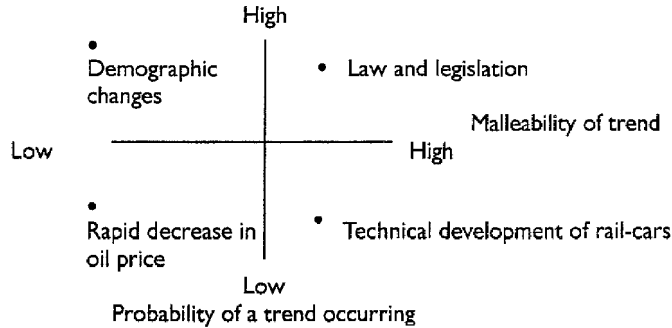 High
• Demographic
changes
• Law and legislation
Malleability of trend
Low
High
• Rapid decrease in
oil price
• Technical development of rail-cars
Low
Probability of a trend occurring